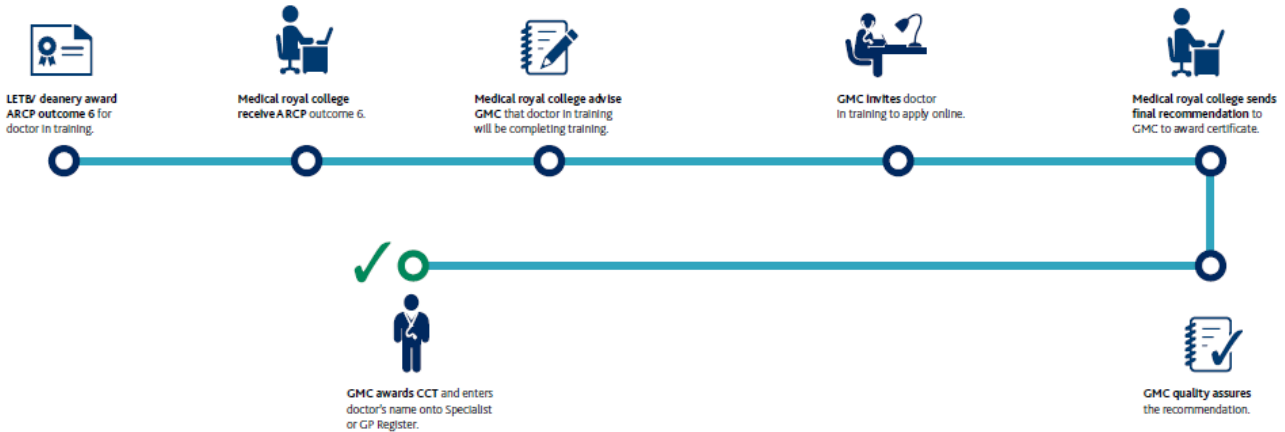 LETB/ deanery award
ARCP outcome 6 for
doctor in training.
Medical royal college
receive ARCP outcome 6.
Medical royal college advise
GMC that doctor in training
will be completing training.
GMC invites doctor
in training to apply online.
Medical royal college sends
final recommendation to
GMC to award certificate.
GMC awards CCT and enters
doctor's name onto Specialist
or GP Register.
GMC quality assures
the recommendation.